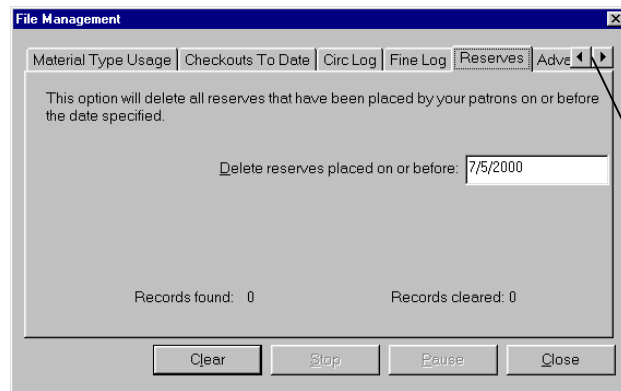 File Management
Material Type Usage Checkouts To Date Circ Log Fine Log Reserves Adva
This option will delete all reserves that have been placed by your patrons on or before
the date specified.
Delete reserves placed on or before: 7/5/2000
Records found: 0 Records cleared: 0
Clear Stop Pause Close